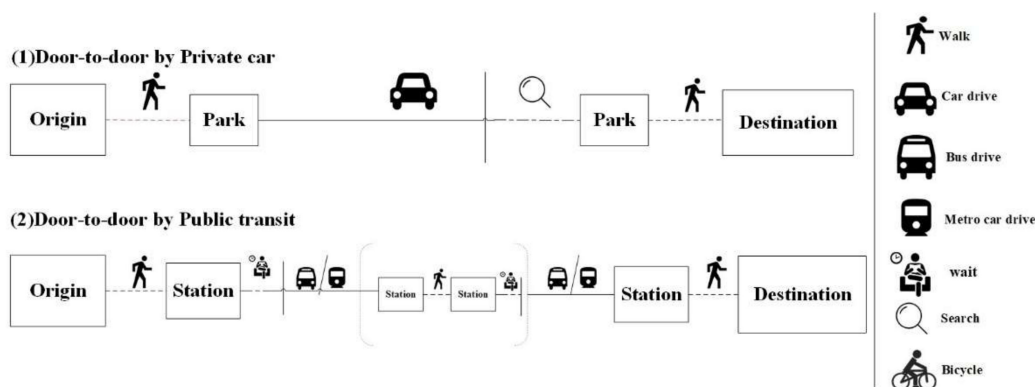 (1)Door-to-door by Private car
Origin
Park
Park
Destination
(2)Door-to-door by Public transit
Origin
Station
Station
Station
Station
Destination
Walk
Car drive
Bus drive
Metro car drive
wait
Search
Bicycle